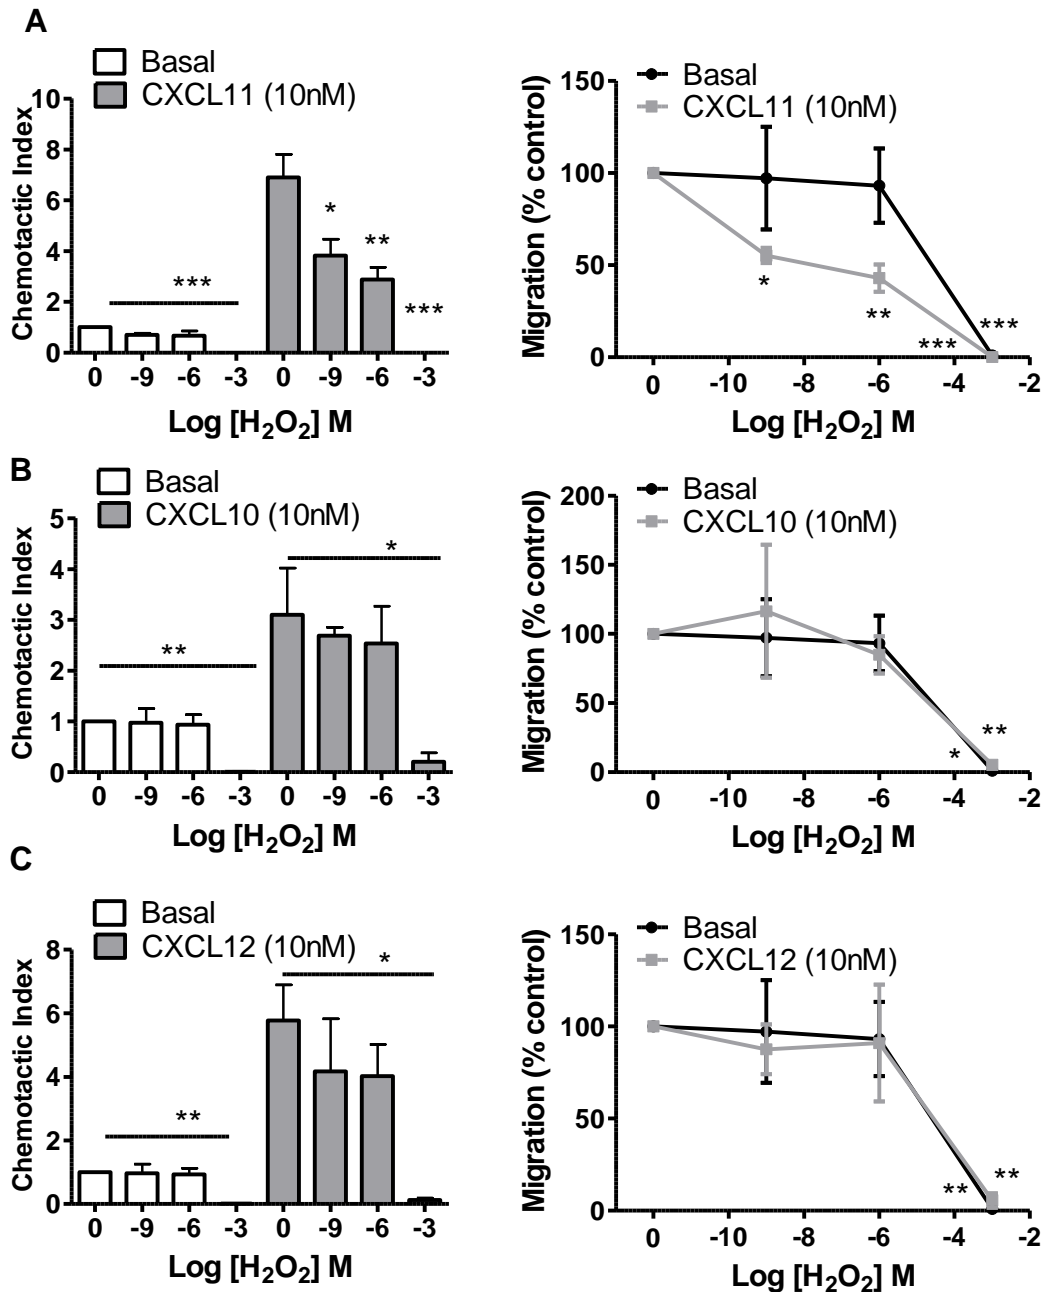 A
Basal
CXCL11 (10nM)
Chemotactic Index
10
8
6
4
2
0
***
*
**
***
0 -9 -6 -3 0 -9 -6 -3
Log [H₂O₂] M
Basal
CXCL11 (10nM)
Migration (% control)
150
100
50
0
*
**
***
***
0 -10 -8 -6 -4 -2
Log [H₂O₂] M
B
Basal
CXCL10 (10nM)
Chemotactic Index
5
4
3
2
1
0
**
*
0 -9 -6 -3 0 -9 -6 -3
Log [H₂O₂] M
Basal
CXCL10 (10nM)
Migration (% control)
200
150
100
50
0
**
*
0 -10 -8 -6 -4 -2
Log [H₂O₂] M
C
Basal
CXCL12 (10nM)
Chemotactic Index
8
6
4
2
0
**
*
0 -9 -6 -3 0 -9 -6 -3
Log [H₂O₂] M
Basal
CXCL12 (10nM)
Migration (% control)
150
100
50
0
**
**
0 -10 -8 -6 -4 -2
Log [H₂O₂] M